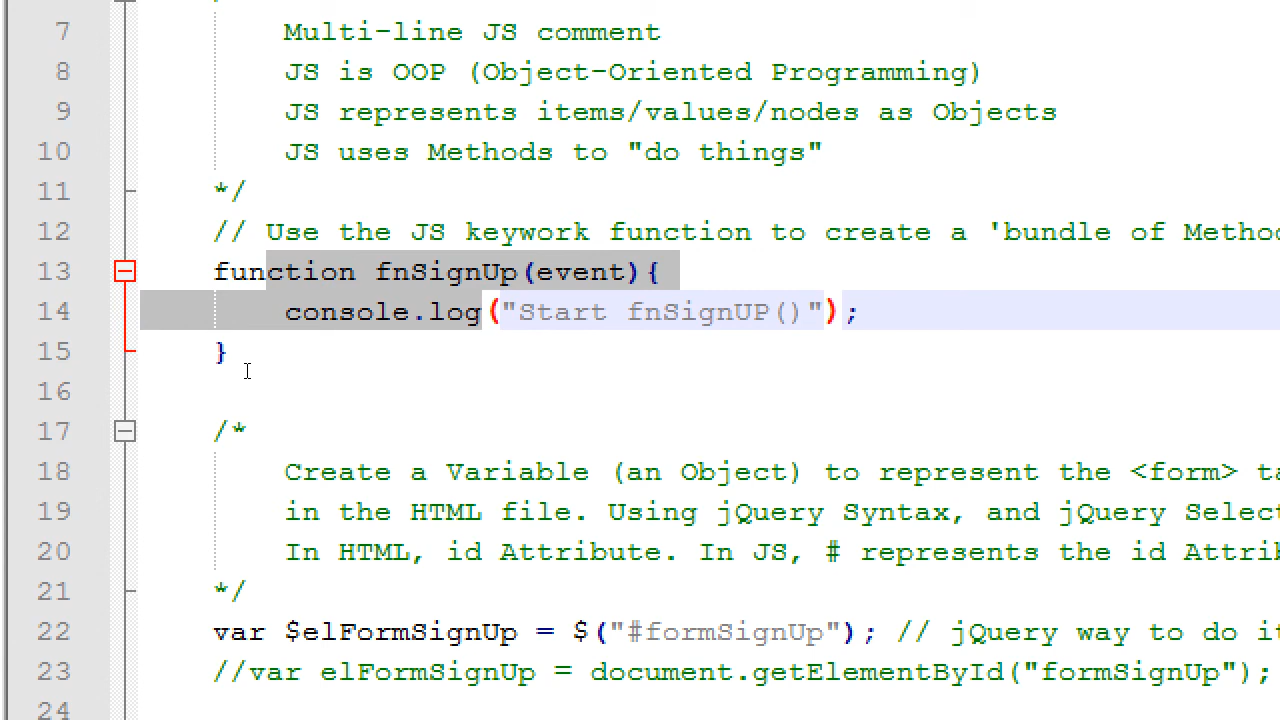 7 Multi-line JS comment
8 JS is OOP (Object-Oriented Programming)
9 JS represents items/values/nodes as Objects
10 JS uses Methods to "do things"
11 */
12 // Use the JS keywork function to create a 'bundle of
13 function fnSignUp(event){
14 console.log("Start fnSignUP()");
15 }
16
17 /*
18 Create a Variable (an Object) to represent the <form>
19 in the HTML file. Using jQuery Syntax, and jQuery
20 In HTML, id Attribute. In JS, # represents the id
21 */
22 var $elFormSignUp = $("#formSignUp"); // jQuery way to do
23 //var elFormSignUp = document.getElementById("formSignUp");
24